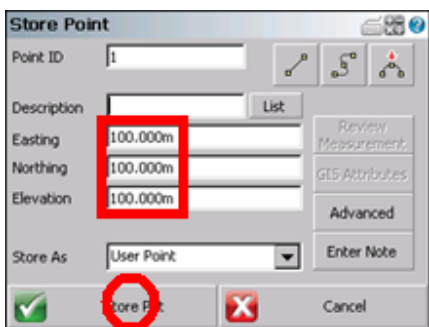 Store Point
Point ID 1
Description List
Easting 100.000m
Review Measurement
Northing 100.000m
GIS Attributes
Elevation 100.000m
Advanced
Store As User Point
Enter Note
Cancel